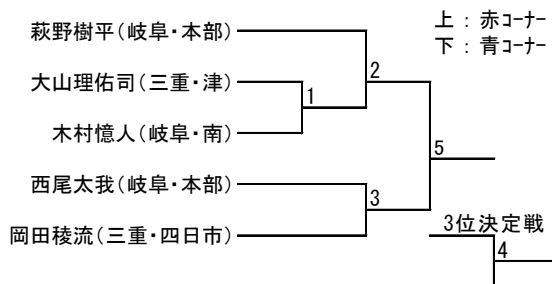 萩野樹平(岐阜・本部)
上 : 赤ｺｰﾅｰ
下 : 青ｺｰﾅｰ
2
大山理佑司(三重・津)
1
木村憶人(岐阜・南)
5
西尾太我(岐阜・本部)
3
岡田稜流(三重・四日市)
3位決定戦
4